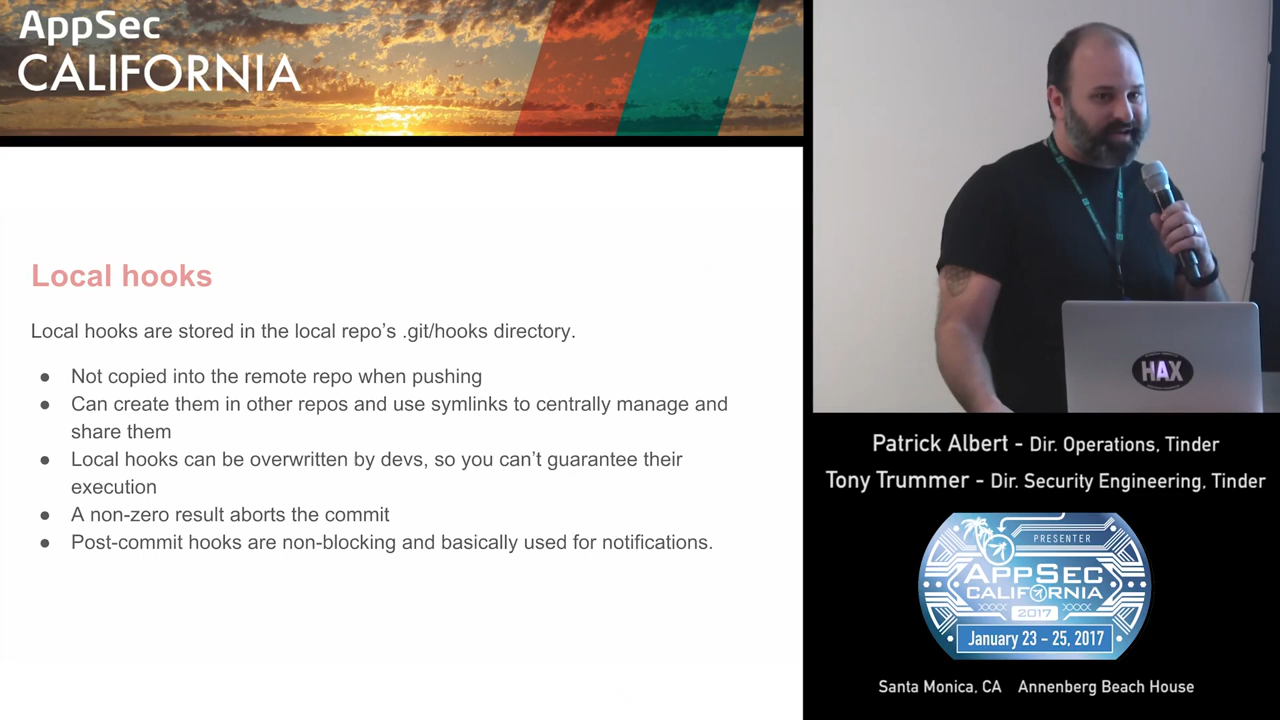 AppSec
CALIFORNIA
Local hooks
Local hooks are stored in the local repo’s .git/hooks directory.
● Not copied into the remote repo when pushing
● Can create them in other repos and use symlinks to centrally manage and
share them
● Local hooks can be overwritten by devs, so you can’t guarantee their
execution
● A non-zero result aborts the commit
● Post-commit hooks are non-blocking and basically used for notifications.
HAX
Patrick Albert - Dir. Operations, Tinder
Tony Trummer - Dir. Security Engineering, Tinder
PRESENTER
APPSEC
CALIFORNIA
2017
January 23 - 25, 2017
Santa Monica, CA Annenberg Beach House